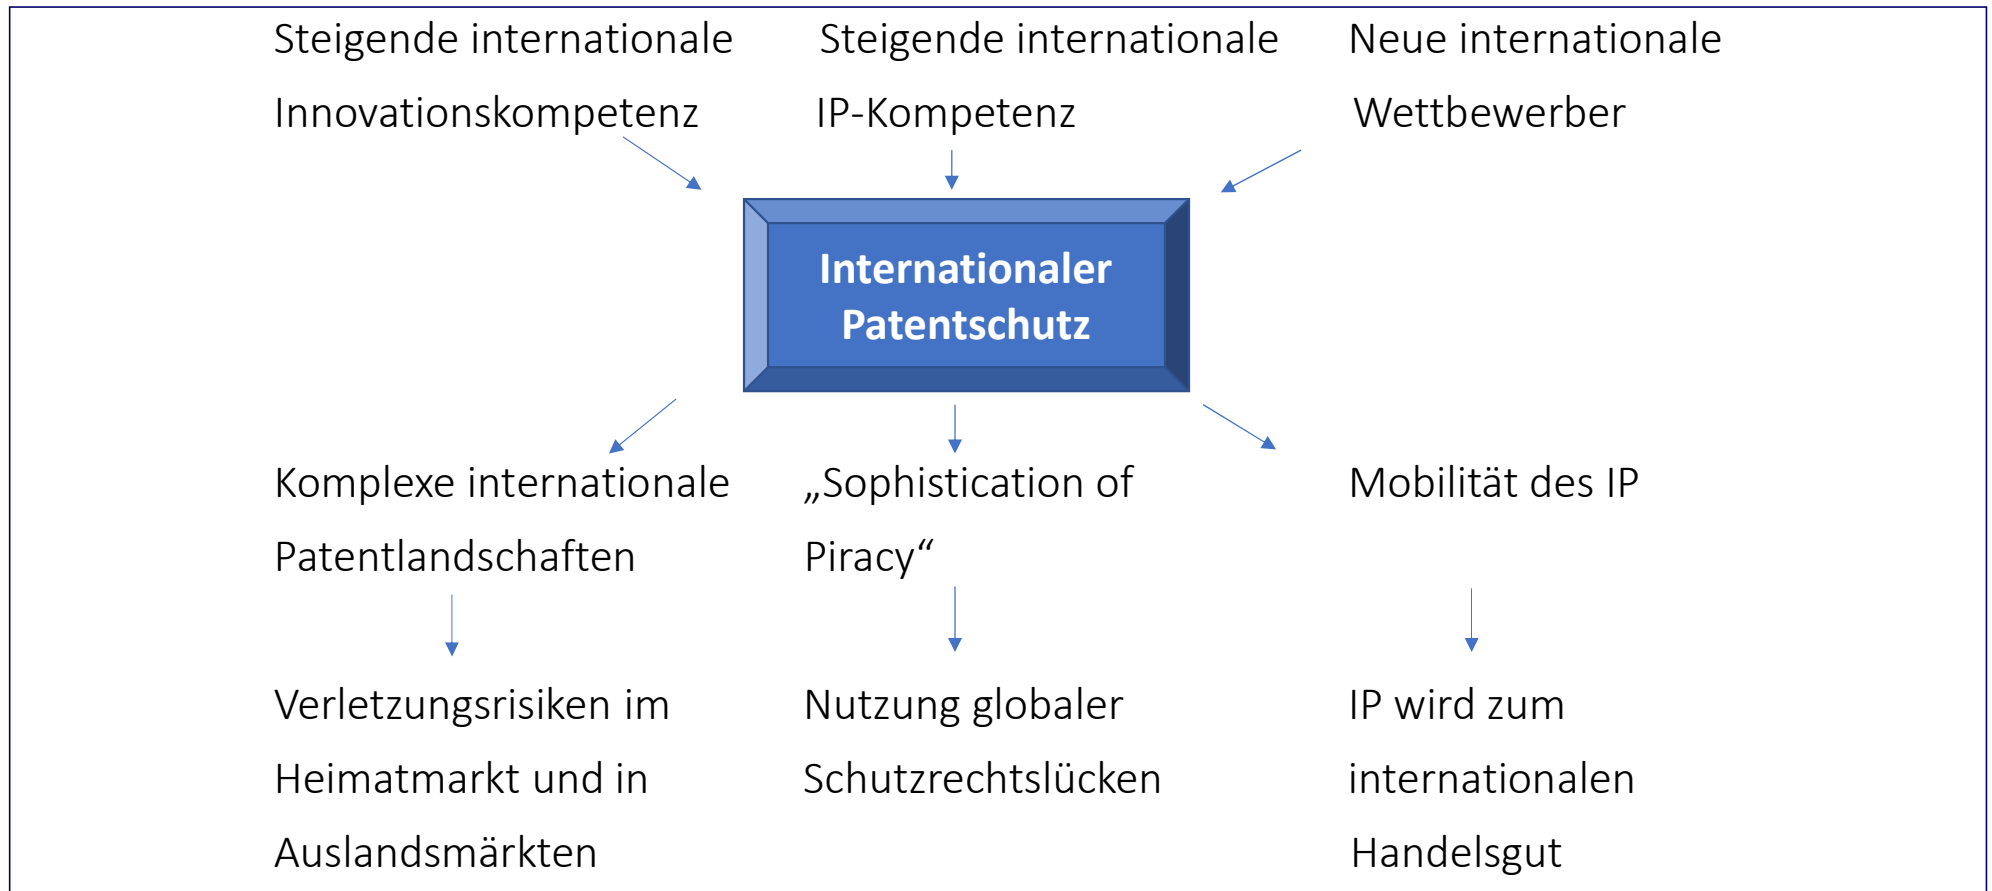 Steigende internationale
Innovationskompetenz
Steigende internationale
IP-Kompetenz
Neue internationale
Wettbewerber
Internationaler
Patentschutz
Komplexe internationale
Patentlandschaften
„Sophistication of
Piracy“
Mobilität des IP
Verletzungsrisiken im
Heimatmarkt und in
Auslandsmärkten
Nutzung globaler
Schutzrechtslücken
IP wird zum
internationalen
Handelsgut